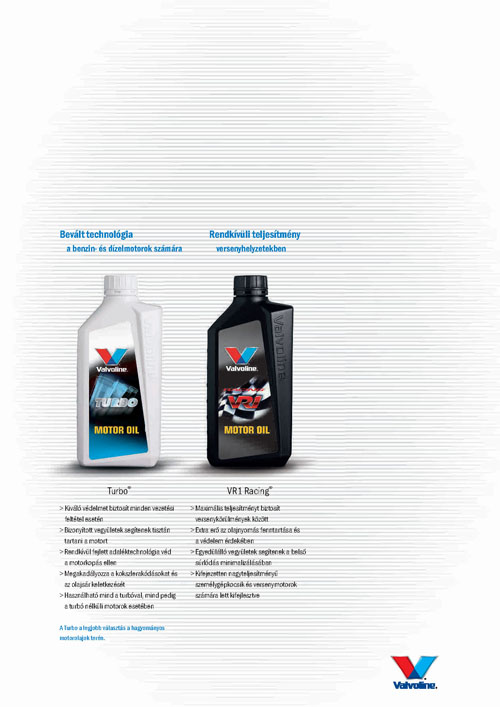 Bevált technológia
a benzin- és dízelmotorok számára
Rendkívüli teljesítmény
versenyhelyzetekben
Valvoline
Valvoline.
TURBO
MOTOR OIL
Valvoline
Valvoline.
VR1
MOTOR OIL
Turbo®
> Kiváló védelmet biztosít minden vezetési
feltétel esetén
> Bizonyított vegyületek segítenek tisztán
tartani a motort
> Rendkívül fejlett adaléktechnológia véd
a motorkopás ellen
> Megakadályozza a kokszlerakódásokat és
az olajsár keletkezését
> Használható mind a turbóval, mind pedig
a turbó nélküli motorok esetében
A Turbo a legjobb választás a hagyományos
motorolajok terén.
VR1 Racing®
> Maximális teljesítményt biztosít
versenykörülmények között
> Extra erő az olajnyomás fenntartása és
a védelem érdekében
> Egyedülálló vegyületek segítenek a belső
súrlódás minimalizálásában
> Kifejezetten nagyteljesítményű
személygépkocsik és versenymotorok
számára lett kifejlesztve
Valvoline.